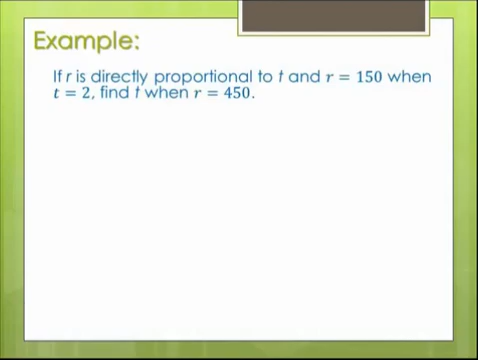 Example:
If r is directly proportional to t and r = 150 when
t = 2, find t when r = 450.